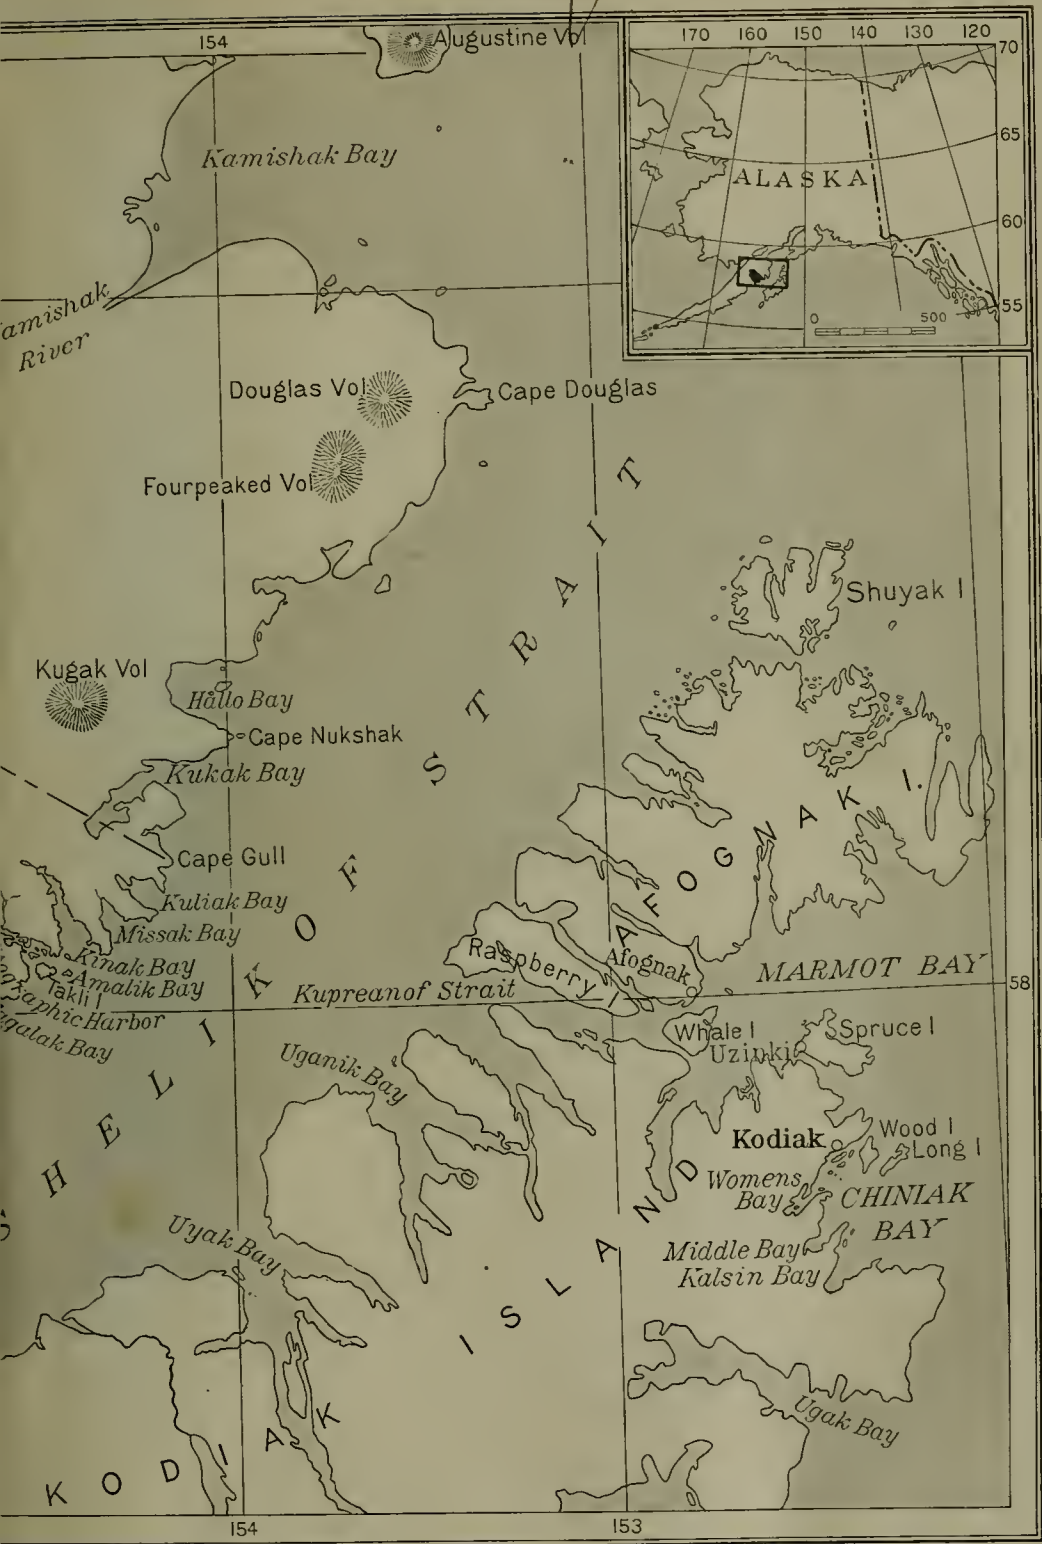 154
Augustine Vol
170 160 150 140 130 120
70
65
60
55
ALASKA
0 500
Kamishak Bay
amishak
River
Douglas Vol
Cape Douglas
Fourpeaked Vol
Shuyak I
Kugak Vol
Hallo Bay
Cape Nukshak
Kukak Bay
Cape Gull
Kuliak Bay
Missak Bay
Kinak Bay
Amalik Bay
Takli I
aphic Harbor
agalak Bay
HELIKOF STRAIT
AFOGNAK I.
Raspberry I
Afognak
MARMOT BAY
58
Kupreanof Strait
Whale I
Spruce I
Uzinki
Uganik Bay
Kodiak
Wood I
Long I
Womens
Bay
CHINIAK
BAY
Middle Bay
Kalsin Bay
Uyak Bay
KODIAK ISLAND
Ugak Bay
154
153